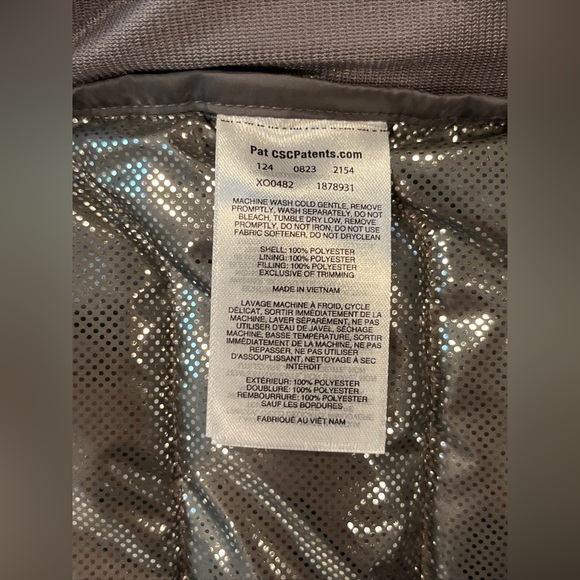 Pat CSCPatents.com
124 0823 2154
XO0482 1878931
MACHINE WASH COLD GENTLE, REMOVE
PROMPTLY, WASH SEPARATELY, DO NOT
BLEACH, TUMBLE DRY LOW, REMOVE
PROMPTLY, DO NOT IRON, DO NOT USE
FABRIC SOFTENER, DO NOT DRYCLEAN
SHELL: 100% POLYESTER
LINING: 100% POLYESTER
FILLING: 100% POLYESTER
EXCLUSIVE OF TRIMMING
MADE IN VIETNAM
LAVAGE MACHINE À FROID, CYCLE
DÉLICAT, SORTIR IMMÉDIATEMENT DE LA
MACHINE, LAVER SÉPARÉMENT, NE PAS
UTILISER D'EAU DE JAVEL, SÉCHAGE
MACHINE, BASSE TEMPÉRATURE, SORTIR
IMMÉDIATEMENT DE LA MACHINE, NE PAS
REPASSER, NE PAS UTILISER
D'ASSOUPLISSANT, NETTOYAGE À SEC
INTERDIT
EXTÉRIEUR: 100% POLYESTER
DOUBLURE: 100% POLYESTER
REMBOURRURE: 100% POLYESTER
SAUF LES BORDURES
FABRIQUÉ AU VIÊT NAM